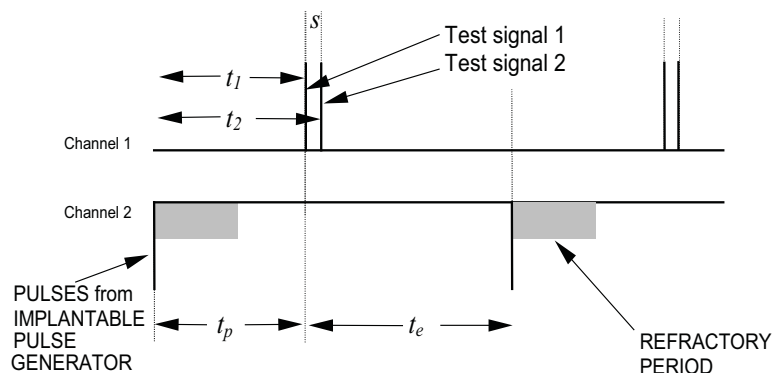 s
Test signal 1
Test signal 2
t1
t2
Channel 1
Channel 2
PULSES from
IMPLANTABLE
PULSE
GENERATOR
tp
te
REFRACTORY
PERIOD